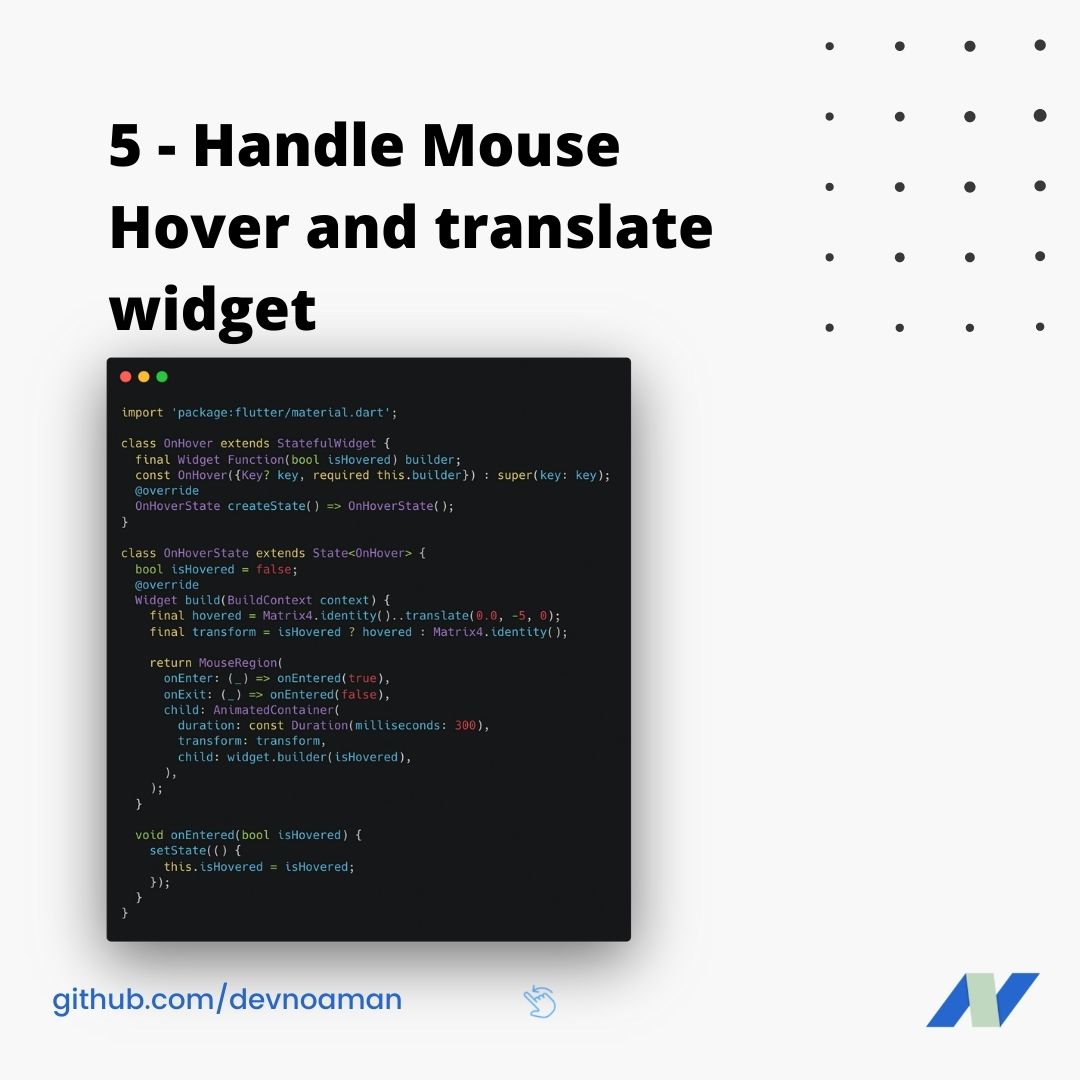 5 - Handle Mouse
Hover and translate
widget
import 'package:flutter/material.dart';
class OnHover extends StatefulWidget {
  final Widget Function(bool isHovered) builder;
  const OnHover({Key? key, required this.builder}) : super(key: key);
  @override
  OnHoverState createState() => OnHoverState();
}
class OnHoverState extends State<OnHover> {
  bool isHovered = false;
  @override
  Widget build(BuildContext context) {
    final hovered = Matrix4.identity()..translate(0.0, -5, 0);
    final transform = isHovered ? hovered : Matrix4.identity();
    return MouseRegion(
      onEnter: (_) => onEntered(true),
      onExit: (_) => onEntered(false),
      child: AnimatedContainer(
        duration: const Duration(milliseconds: 300),
        transform: transform,
        child: widget.builder(isHovered),
      ),
    );
  }
  void onEntered(bool isHovered) {
    setState(() {
      this.isHovered = isHovered;
    });
  }
}
github.com/devnoaman